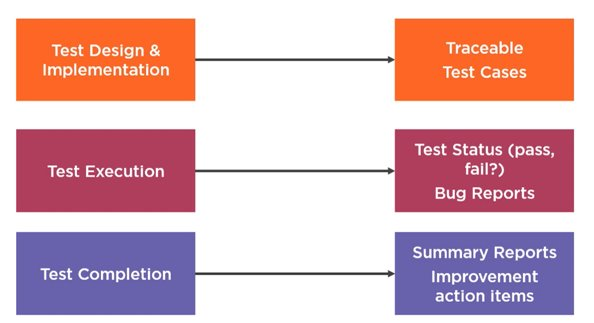 Test Design &
Implementation
Traceable
Test Cases
Test Execution
Test Status (pass,
fail?)
Bug Reports
Test Completion
Summary Reports
Improvement
action items